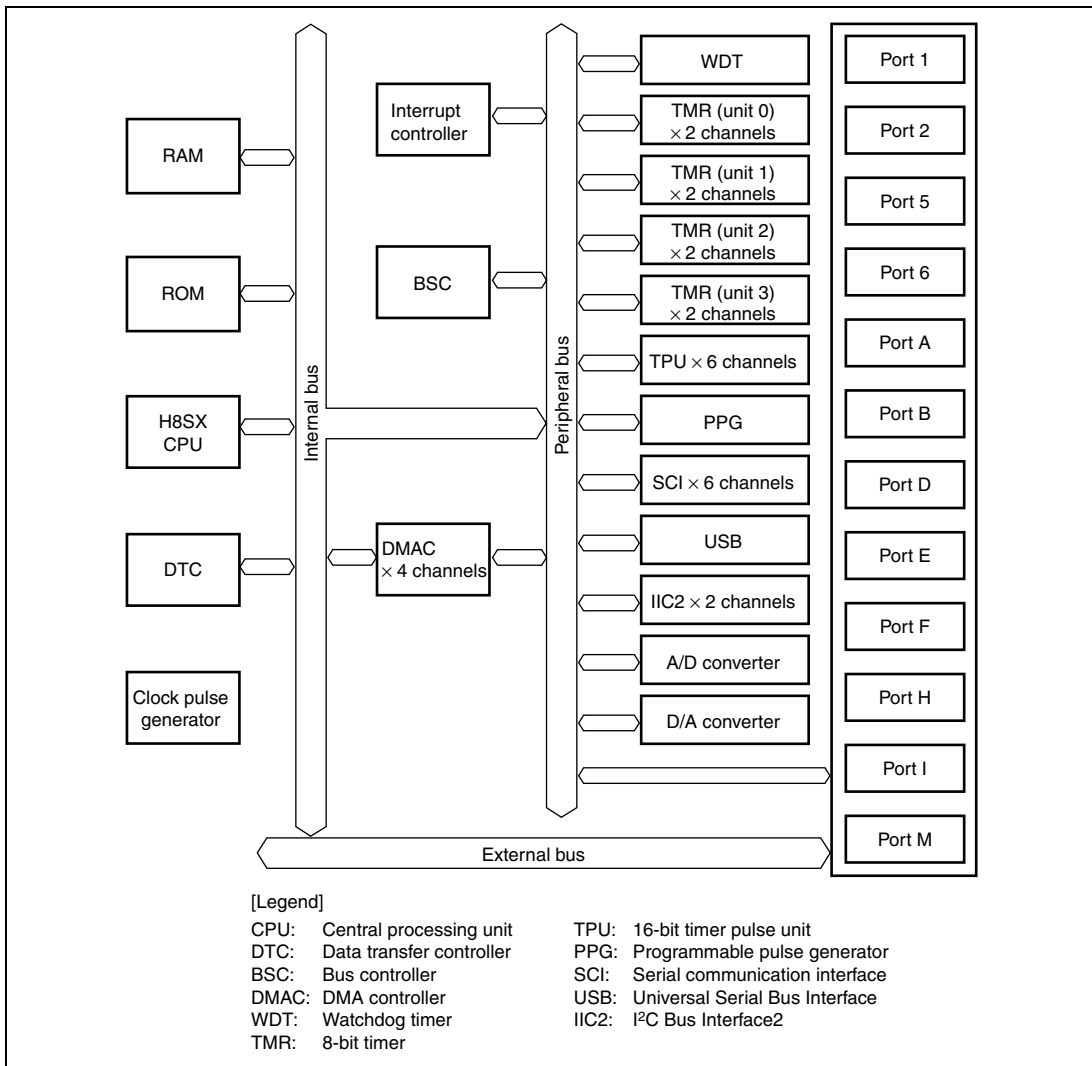 RAM
ROM
H8SX
CPU
DTC
Clock pulse
generator
Internal bus
Interrupt
controller
BSC
DMAC
× 4 channels
Peripheral bus
WDT
TMR (unit 0)
× 2 channels
TMR (unit 1)
× 2 channels
TMR (unit 2)
× 2 channels
TMR (unit 3)
× 2 channels
TPU × 6 channels
PPG
SCI × 6 channels
USB
IIC2 × 2 channels
A/D converter
D/A converter
Port 1
Port 2
Port 5
Port 6
Port A
Port B
Port D
Port E
Port F
Port H
Port I
Port M
External bus
[Legend]
CPU: Central processing unit
DTC: Data transfer controller
BSC: Bus controller
DMAC: DMA controller
WDT: Watchdog timer
TMR: 8-bit timer
TPU: 16-bit timer pulse unit
PPG: Programmable pulse generator
SCI: Serial communication interface
USB: Universal Serial Bus Interface
IIC2: I²C Bus Interface2